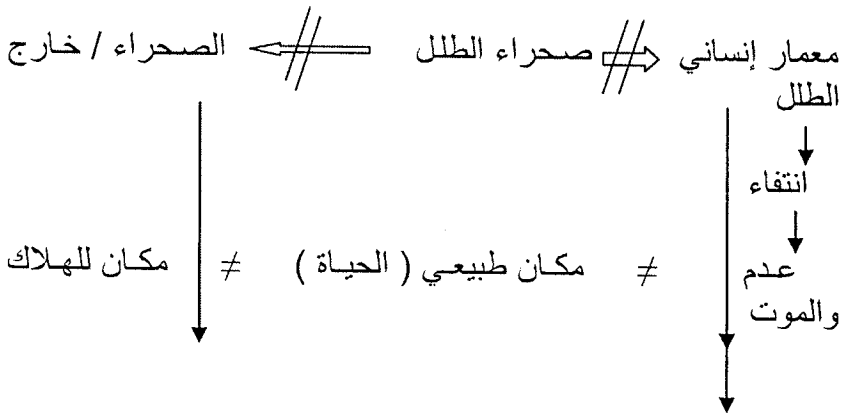 معمار إنساني صحراء الطلل الصحراء / خارج
الطلل
انتفاء
عدم ≠ مكان طبيعي ( الحياة ) ≠ مكان للهلاك
والموت